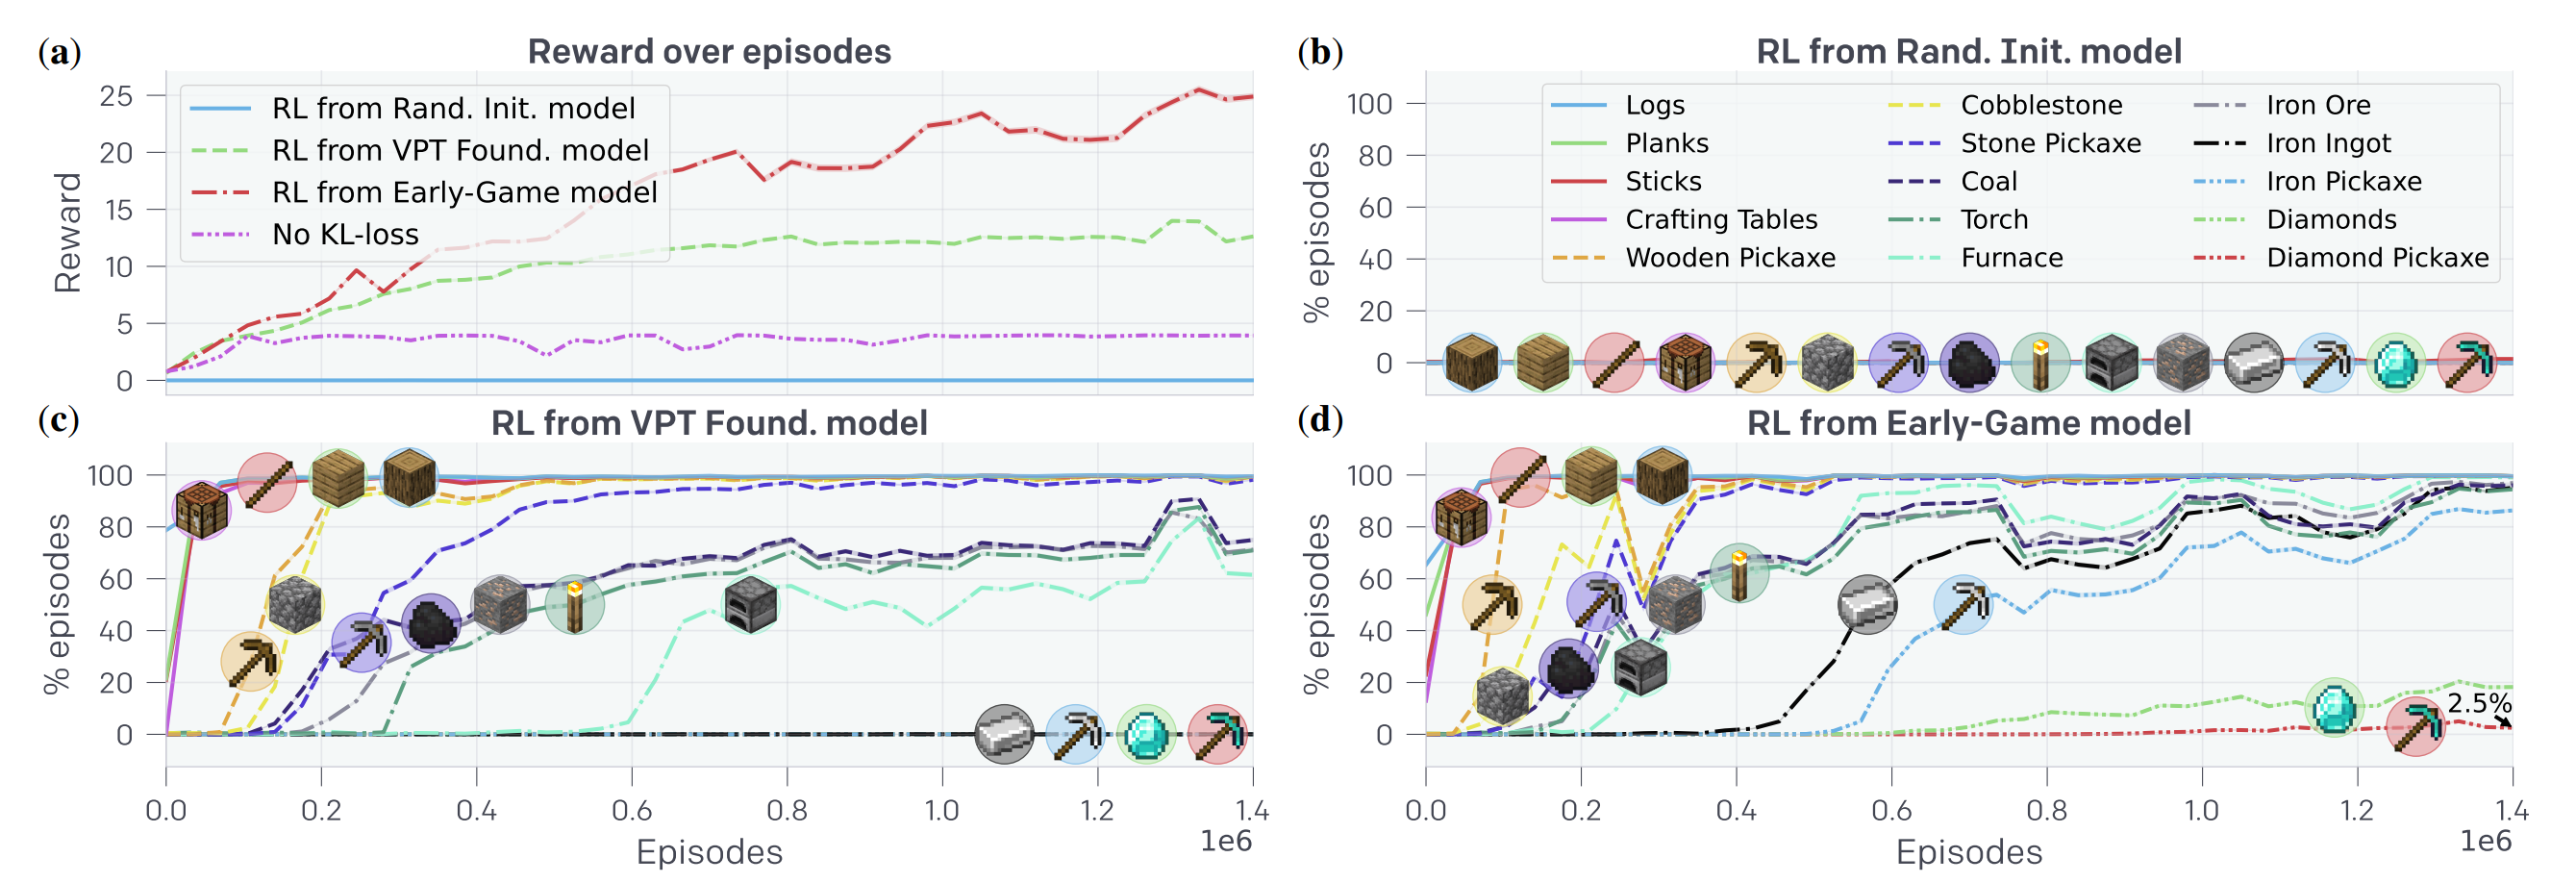 (a)
Reward over episodes
25
20
15
10
5
0
Reward
RL from Rand. Init. model
RL from VPT Found. model
RL from Early-Game model
No KL-loss
(b)
RL from Rand. Init. model
100
80
60
40
20
0
% episodes
Logs
Planks
Sticks
Crafting Tables
Wooden Pickaxe
Cobblestone
Stone Pickaxe
Coal
Torch
Furnace
Iron Ore
Iron Ingot
Iron Pickaxe
Diamonds
Diamond Pickaxe
(c)
RL from VPT Found. model
100
80
60
40
20
0
% episodes
0.0 0.2 0.4 0.6 0.8 1.0 1.2 1.4
1e6
Episodes
(d)
RL from Early-Game model
100
80
60
40
20
0
% episodes
2.5%
0.0 0.2 0.4 0.6 0.8 1.0 1.2 1.4
1e6
Episodes